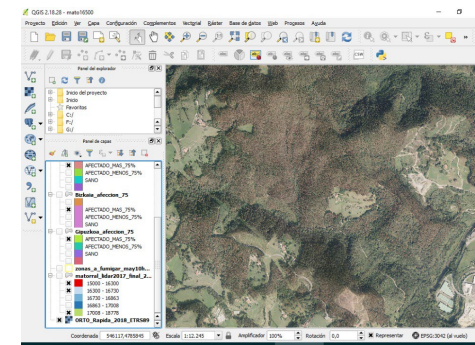 QGIS 2.18.28 - mato16500
Proyecto Edición Ver Capa Configuración Complementos Vectorial Ráster Base de datos Web Procesos Ayuda
Panel del explorador
Inicio del proyecto
Inicio
Favoritos
C:/
F:/
G:/
Panel de capas
AFECTADO_MAS_75%
AFECTADO_MENOS_75%
SANO
Bizkaia_afeccion_75
AFECTADO_MAS_75%
AFECTADO_MENOS_75%
SANO
Gipuzkoa_afeccion_75
AFECTADO_MAS_75%
AFECTADO_MENOS_75%
SANO
zonas_a_fumigar_may10h...
matorral_lidar2017_final_2...
15000 - 16300
16300 - 16730
16730 - 16863
16863 - 17008
17008 - 18778
ORTO_Rapida_2018_ETRS89
Coordenada 546117,4785845 Escala 1:12.245 Amplificador 100% Rotación 0,0 Representar EPSG:3042 (al vuelo)